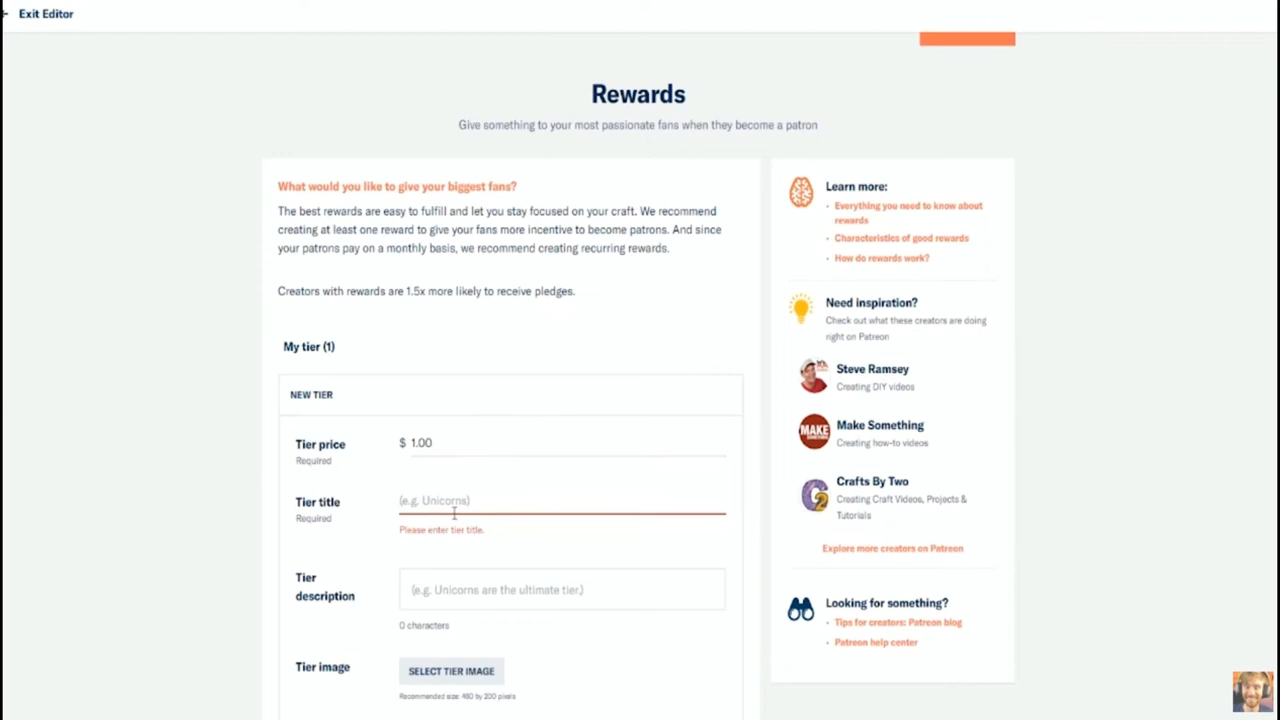 Exit Editor
Rewards
Give something to your most passionate fans when they become a patron
What would you like to give your biggest fans?
The best rewards are easy to fulfill and let you stay focused on your craft. We recommend
creating at least one reward to give your fans more incentive to become patrons. And since
your patrons pay on a monthly basis, we recommend creating recurring rewards.
Creators with rewards are 1.5x more likely to receive pledges.
My tier (1)
NEW TIER
Tier price
Required
$ 1.00
Tier title
Required
(e.g. Unicorns)
Please enter tier title.
Tier
description
(e.g. Unicorns are the ultimate tier.)
0 characters
Tier image
SELECT TIER IMAGE
Recommended size: 460 by 200 pixels
Learn more:
• Everything you need to know about
rewards
• Characteristics of good rewards
• How do rewards work?
Need inspiration?
Check out what these creators are doing
right on Patreon
Steve Ramsey
Creating DIY videos
MAKE
Make Something
Creating how-to videos
Crafts By Two
Creating Craft Videos, Projects &
Tutorials
Explore more creators on Patreon
Looking for something?
• Tips for creators: Patreon blog
• Patreon help center